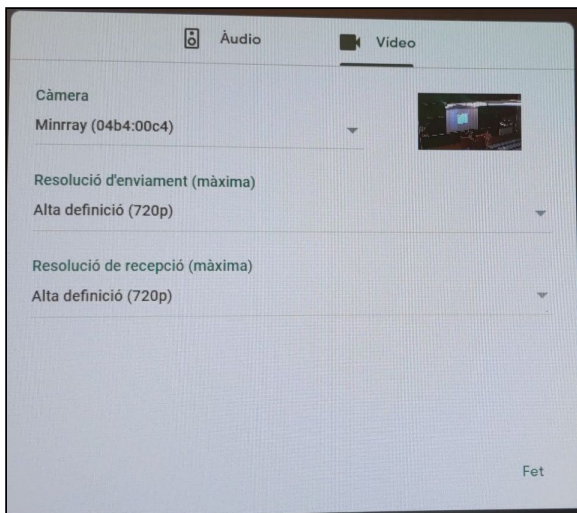 Àudio
Vídeo
Càmera
Minrray (04b4:00c4)
Resolució d'enviament (màxima)
Alta definició (720p)
Resolució de recepció (màxima)
Alta definició (720p)
Fet